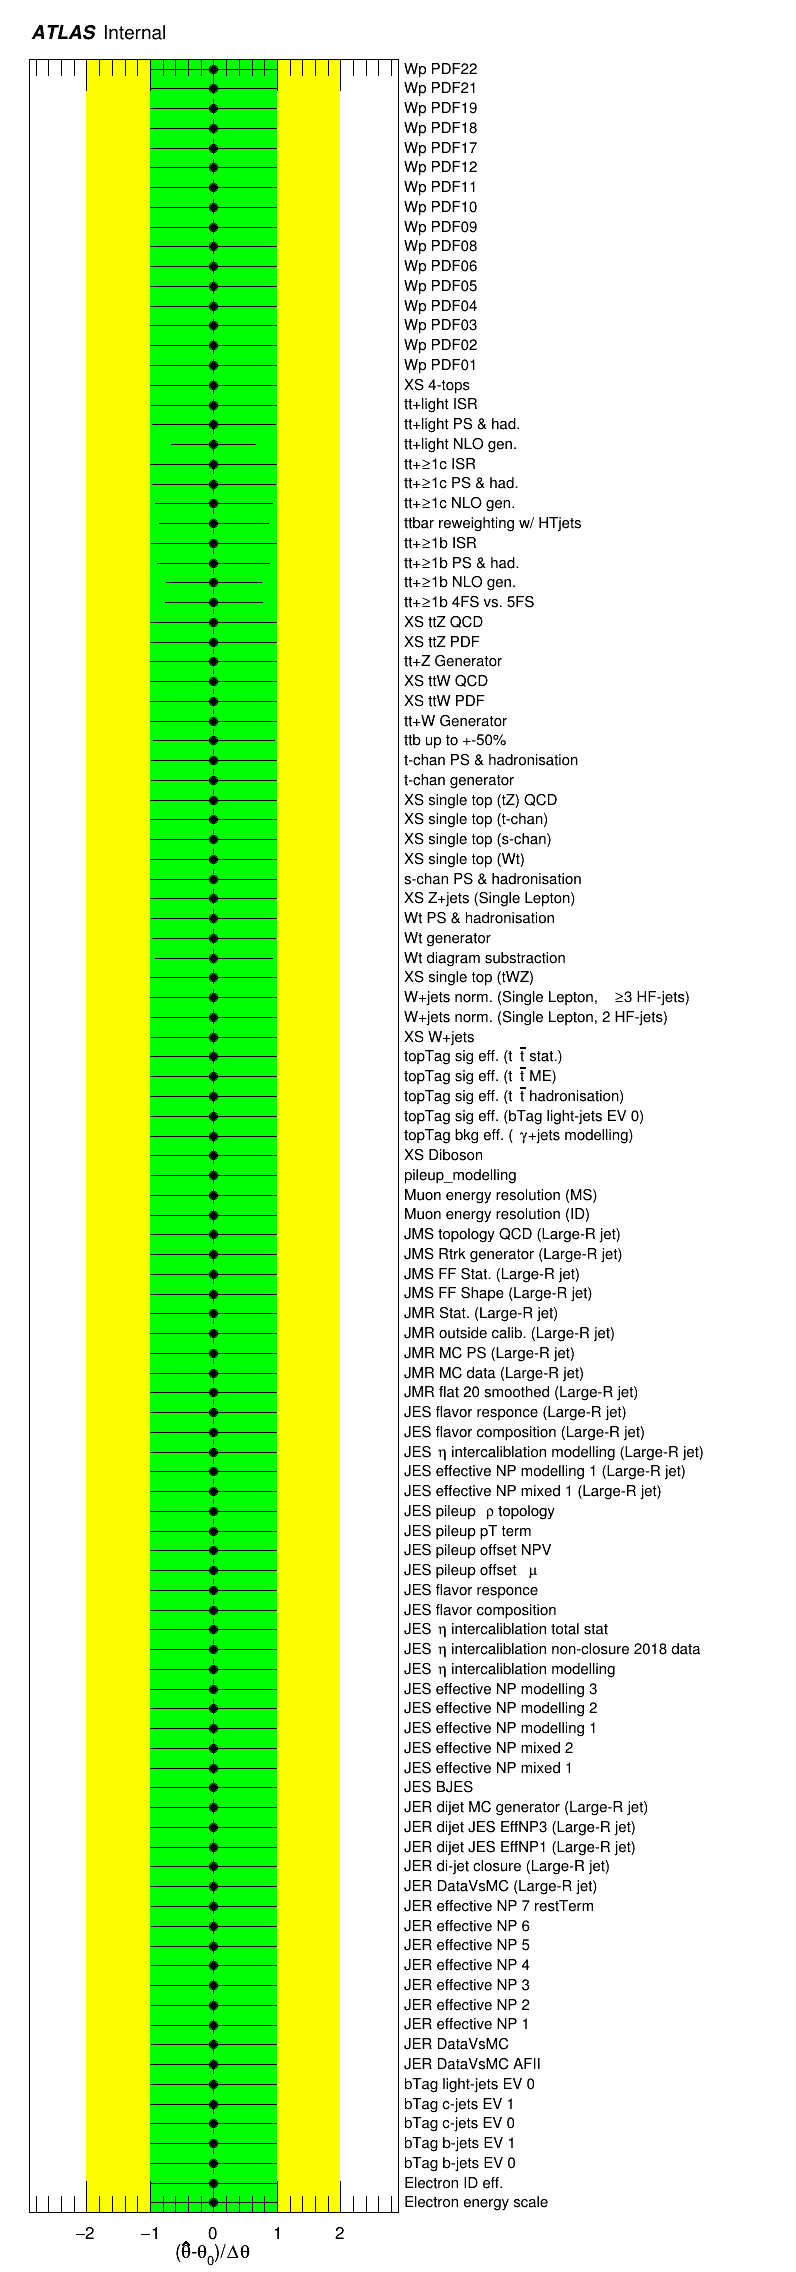 ATLAS Internal
Wp PDF22
Wp PDF21
Wp PDF19
Wp PDF18
Wp PDF17
Wp PDF12
Wp PDF11
Wp PDF10
Wp PDF09
Wp PDF08
Wp PDF06
Wp PDF05
Wp PDF04
Wp PDF03
Wp PDF02
Wp PDF01
XS 4-tops
tt+light ISR
tt+light PS & had.
tt+light NLO gen.
tt+≥1c ISR
tt+≥1c PS & had.
tt+≥1c NLO gen.
ttbar reweighting w/ HTjets
tt+≥1b ISR
tt+≥1b PS & had.
tt+≥1b NLO gen.
tt+≥1b 4FS vs. 5FS
XS ttZ QCD
XS ttZ PDF
tt+Z Generator
XS ttW QCD
XS ttW PDF
tt+W Generator
ttb up to +-50%
t-chan PS & hadronisation
t-chan generator
XS single top (tZ) QCD
XS single top (t-chan)
XS single top (s-chan)
XS single top (Wt)
s-chan PS & hadronisation
XS Z+jets (Single Lepton)
Wt PS & hadronisation
Wt generator
Wt diagram substraction
XS single top (tWZ)
W+jets norm. (Single Lepton, ≥3 HF-jets)
W+jets norm. (Single Lepton, 2 HF-jets)
XS W+jets
topTag sig eff. (t t̅ stat.)
topTag sig eff. (t t̅ ME)
topTag sig eff. (t t̅ hadronisation)
topTag sig eff. (bTag light-jets EV 0)
topTag bkg eff. ( γ+jets modelling)
XS Diboson
pileup_modelling
Muon energy resolution (MS)
Muon energy resolution (ID)
JMS topology QCD (Large-R jet)
JMS Rtrk generator (Large-R jet)
JMS FF Stat. (Large-R jet)
JMS FF Shape (Large-R jet)
JMR Stat. (Large-R jet)
JMR outside calib. (Large-R jet)
JMR MC PS (Large-R jet)
JMR MC data (Large-R jet)
JMR flat 20 smoothed (Large-R jet)
JES flavor responce (Large-R jet)
JES flavor composition (Large-R jet)
JES η intercaliblation modelling (Large-R jet)
JES effective NP modelling 1 (Large-R jet)
JES effective NP mixed 1 (Large-R jet)
JES pileup ρ topology
JES pileup pT term
JES pileup offset NPV
JES pileup offset μ
JES flavor responce
JES flavor composition
JES η intercaliblation total stat
JES η intercaliblation non-closure 2018 data
JES η intercaliblation modelling
JES effective NP modelling 3
JES effective NP modelling 2
JES effective NP modelling 1
JES effective NP mixed 2
JES effective NP mixed 1
JES BJES
JER dijet MC generator (Large-R jet)
JER dijet JES EffNP3 (Large-R jet)
JER dijet JES EffNP1 (Large-R jet)
JER di-jet closure (Large-R jet)
JER DataVsMC (Large-R jet)
JER effective NP 7 restTerm
JER effective NP 6
JER effective NP 5
JER effective NP 4
JER effective NP 3
JER effective NP 2
JER effective NP 1
JER DataVsMC
JER DataVsMC AFII
bTag light-jets EV 0
bTag c-jets EV 1
bTag c-jets EV 0
bTag b-jets EV 1
bTag b-jets EV 0
Electron ID eff.
Electron energy scale
−2 −1 0 1 2
(θ̂-θ₀)/Δθ